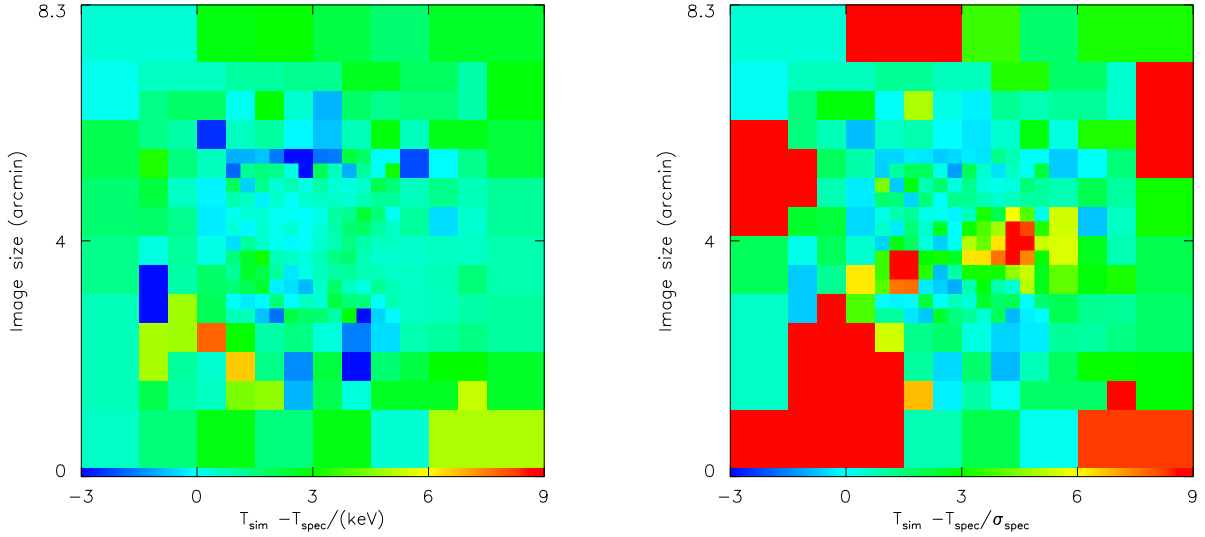 8.3
Image size (arcmin)
4
0
−3 0 3 6 9
T_sim −T_spec/(keV)
8.3
Image size (arcmin)
4
0
−3 0 3 6 9
T_sim −T_spec/σ_spec